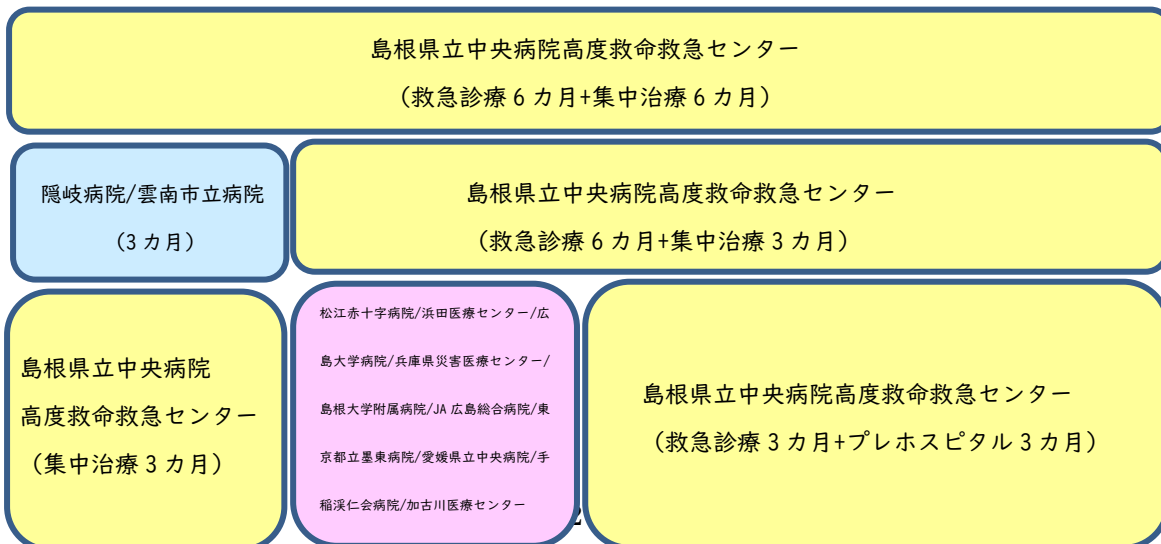 島根県立中央病院高度救命救急センター
（救急診療6カ月+集中治療6カ月）
隠岐病院/雲南市立病院
（3カ月）
島根県立中央病院高度救命救急センター
（救急診療6カ月+集中治療3カ月）
島根県立中央病院
高度救命救急センター
（集中治療3カ月）
松江赤十字病院/浜田医療センター/広
島大学病院/兵庫県災害医療センター/
島根大学附属病院/JA広島総合病院/東
京都立墨東病院/愛媛県立中央病院/手
稲渓仁会病院/加古川医療センター
島根県立中央病院高度救命救急センター
（救急診療3カ月+プレホスピタル3カ月）
2